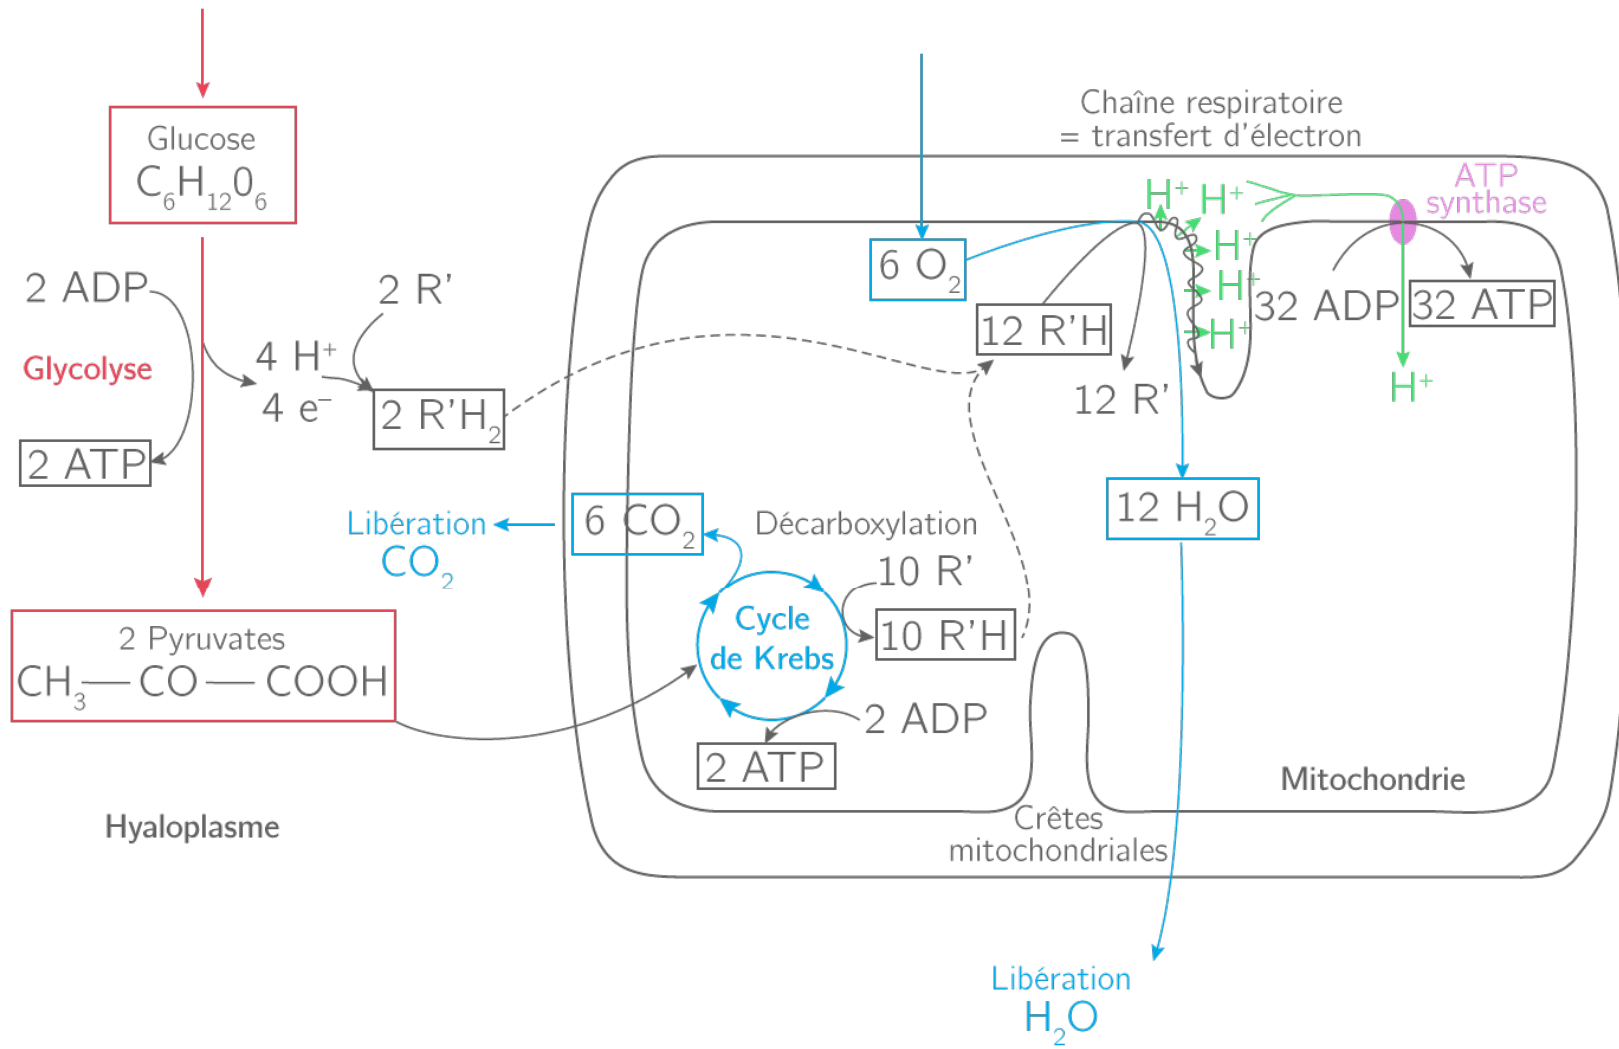 Glucose
C₆H₁₂0₆
2 ADP
Glycolyse
2 ATP
4 H⁺
4 e⁻
2 R'
2 R'H₂
2 Pyruvates
CH₃ — CO — COOH
Hyaloplasme
Libération
CO₂
6 CO₂
Décarboxylation
Cycle
de Krebs
10 R'
10 R'H
2 ADP
2 ATP
Chaîne respiratoire
= transfert d'électron
6 O₂
12 R'H
12 R'
12 H₂O
H⁺
H⁺
H⁺
H⁺
H⁺
ATP
synthase
32 ADP
32 ATP
H⁺
Mitochondrie
Crêtes
mitochondriales
Libération
H₂O